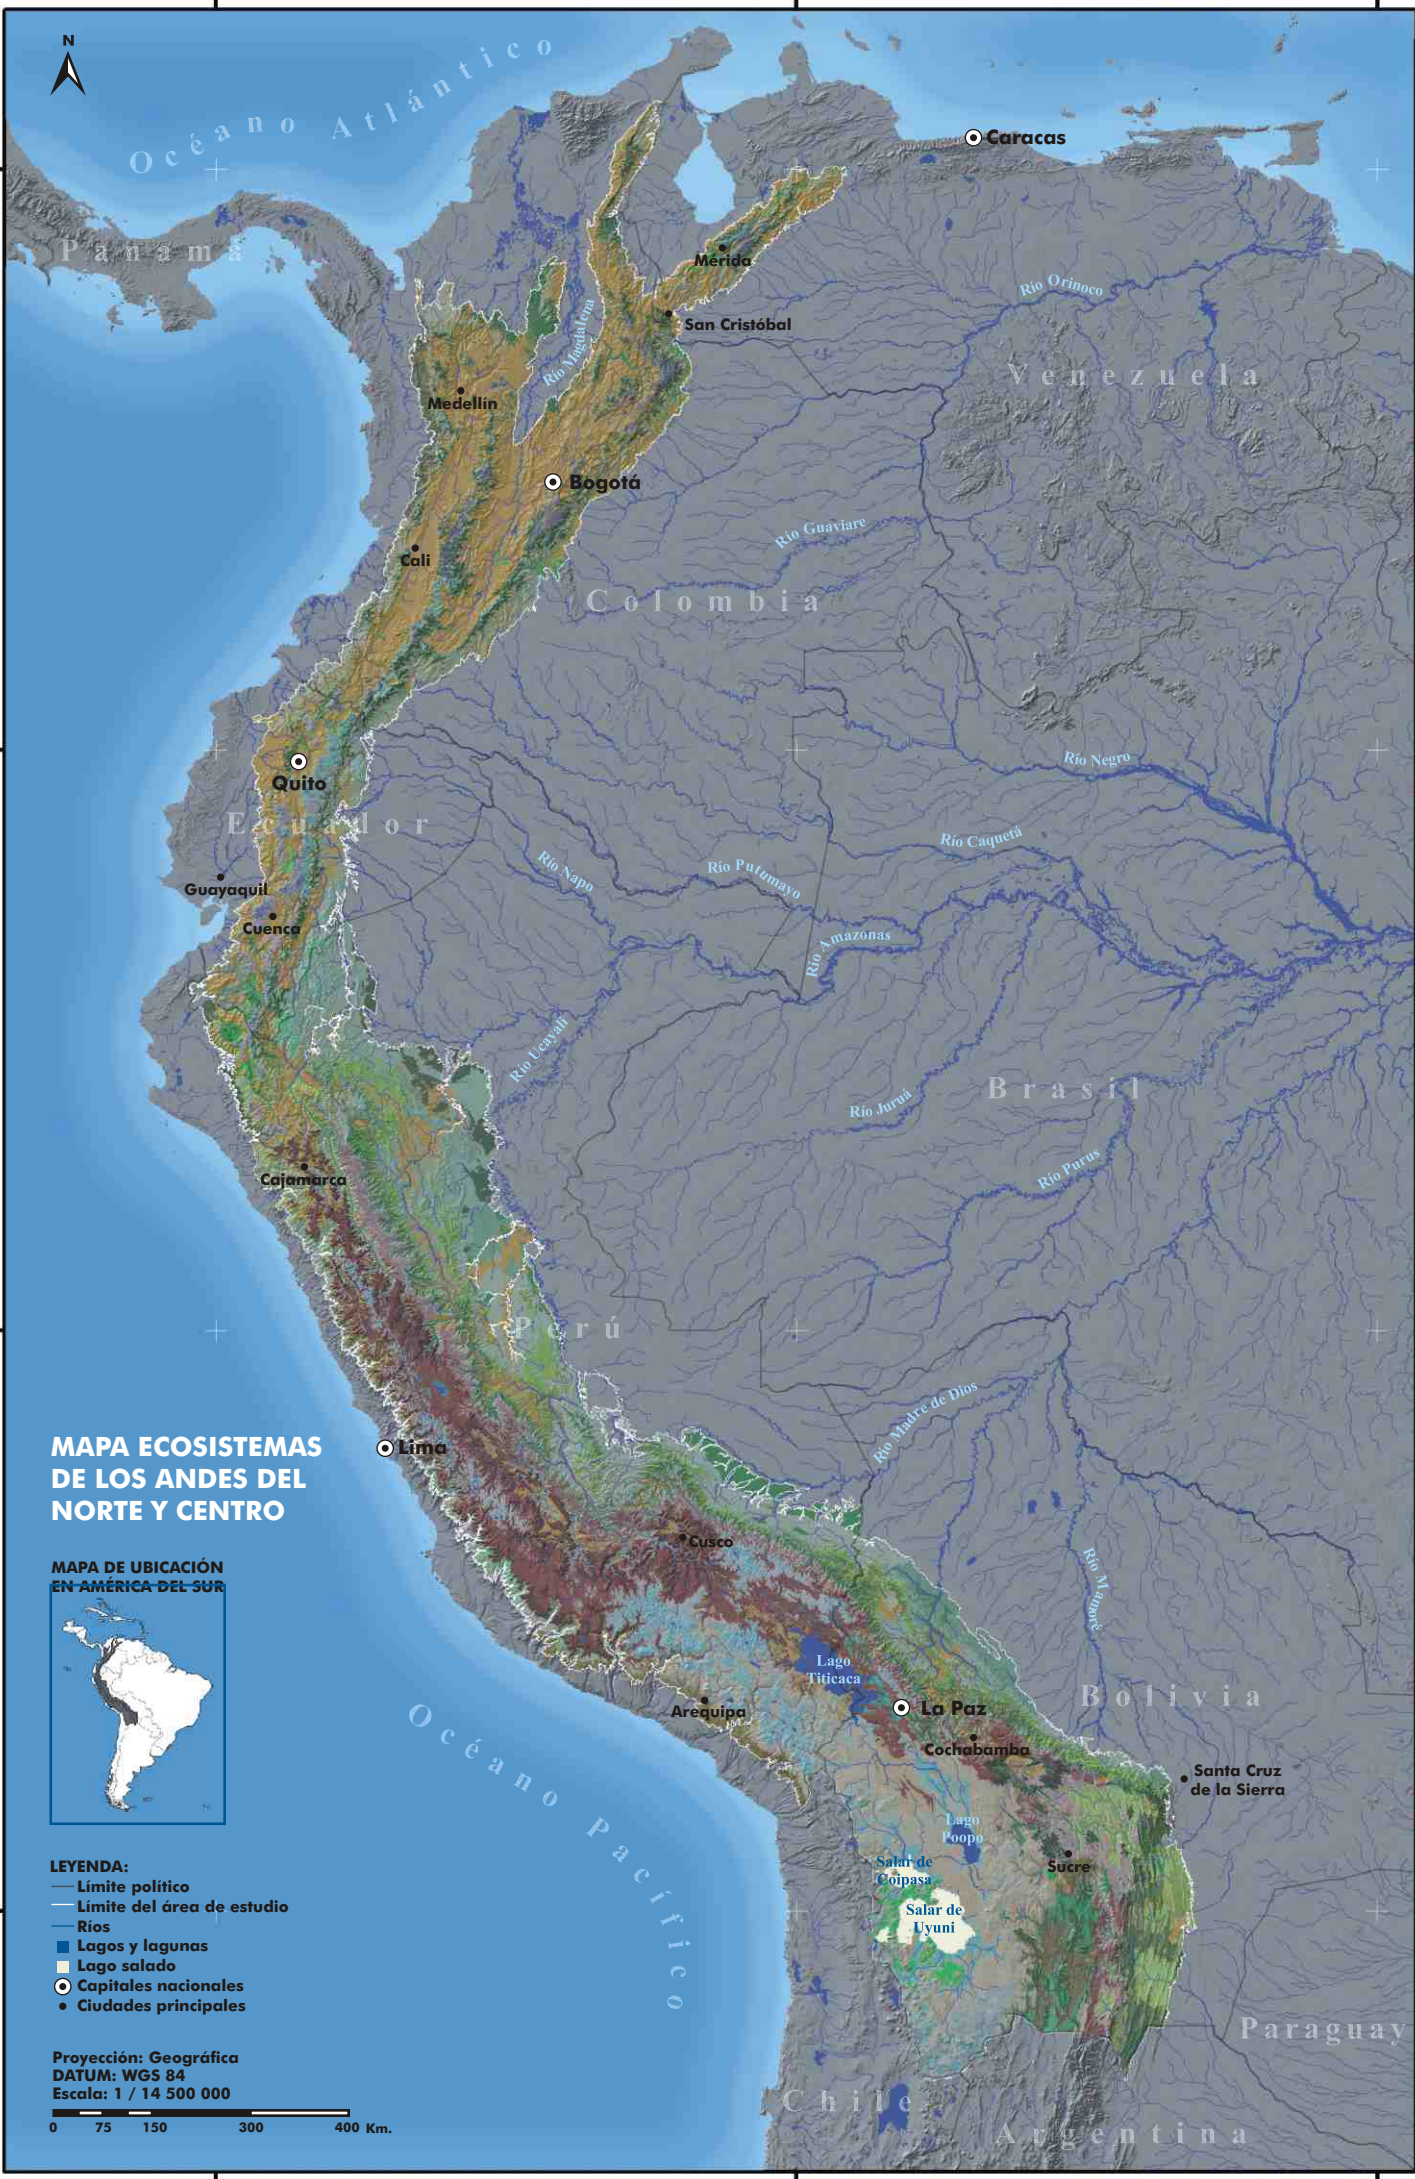 N
Océano Atlántico
Caracas
Panamá
Mérida
Río Orinoco
San Cristóbal
Río Magdalena
Venezuela
Medellín
Bogotá
Río Guaviare
Cali
Colombia
Río Negro
Quito
Ecuador
Río Caquetá
Río Napo
Río Putumayo
Guayaquil
Cuenca
Río Amazonas
Río Ucayali
Brasil
Río Juruá
Río Purus
Cajamarca
Perú
Río Madre de Dios
Lima
MAPA ECOSISTEMAS
DE LOS ANDES DEL
NORTE Y CENTRO
Cusco
MAPA DE UBICACIÓN
EN AMÉRICA DEL SUR
Río Mamoré
Lago
Titicaca
Bolivia
Arequipa
La Paz
Cochabamba
Océano Pacífico
Santa Cruz
de la Sierra
Lago
Poopo
Sucre
Salar de
Coipasa
Salar de
Uyuni
LEYENDA:
Límite político
Límite del área de estudio
Ríos
Lagos y lagunas
Lago salado
Capitales nacionales
Ciudades principales
Paraguay
Proyección: Geográfica
DATUM: WGS 84
Escala: 1 / 14 500 000
0 75 150 300 400 Km.
Chile
Argentina